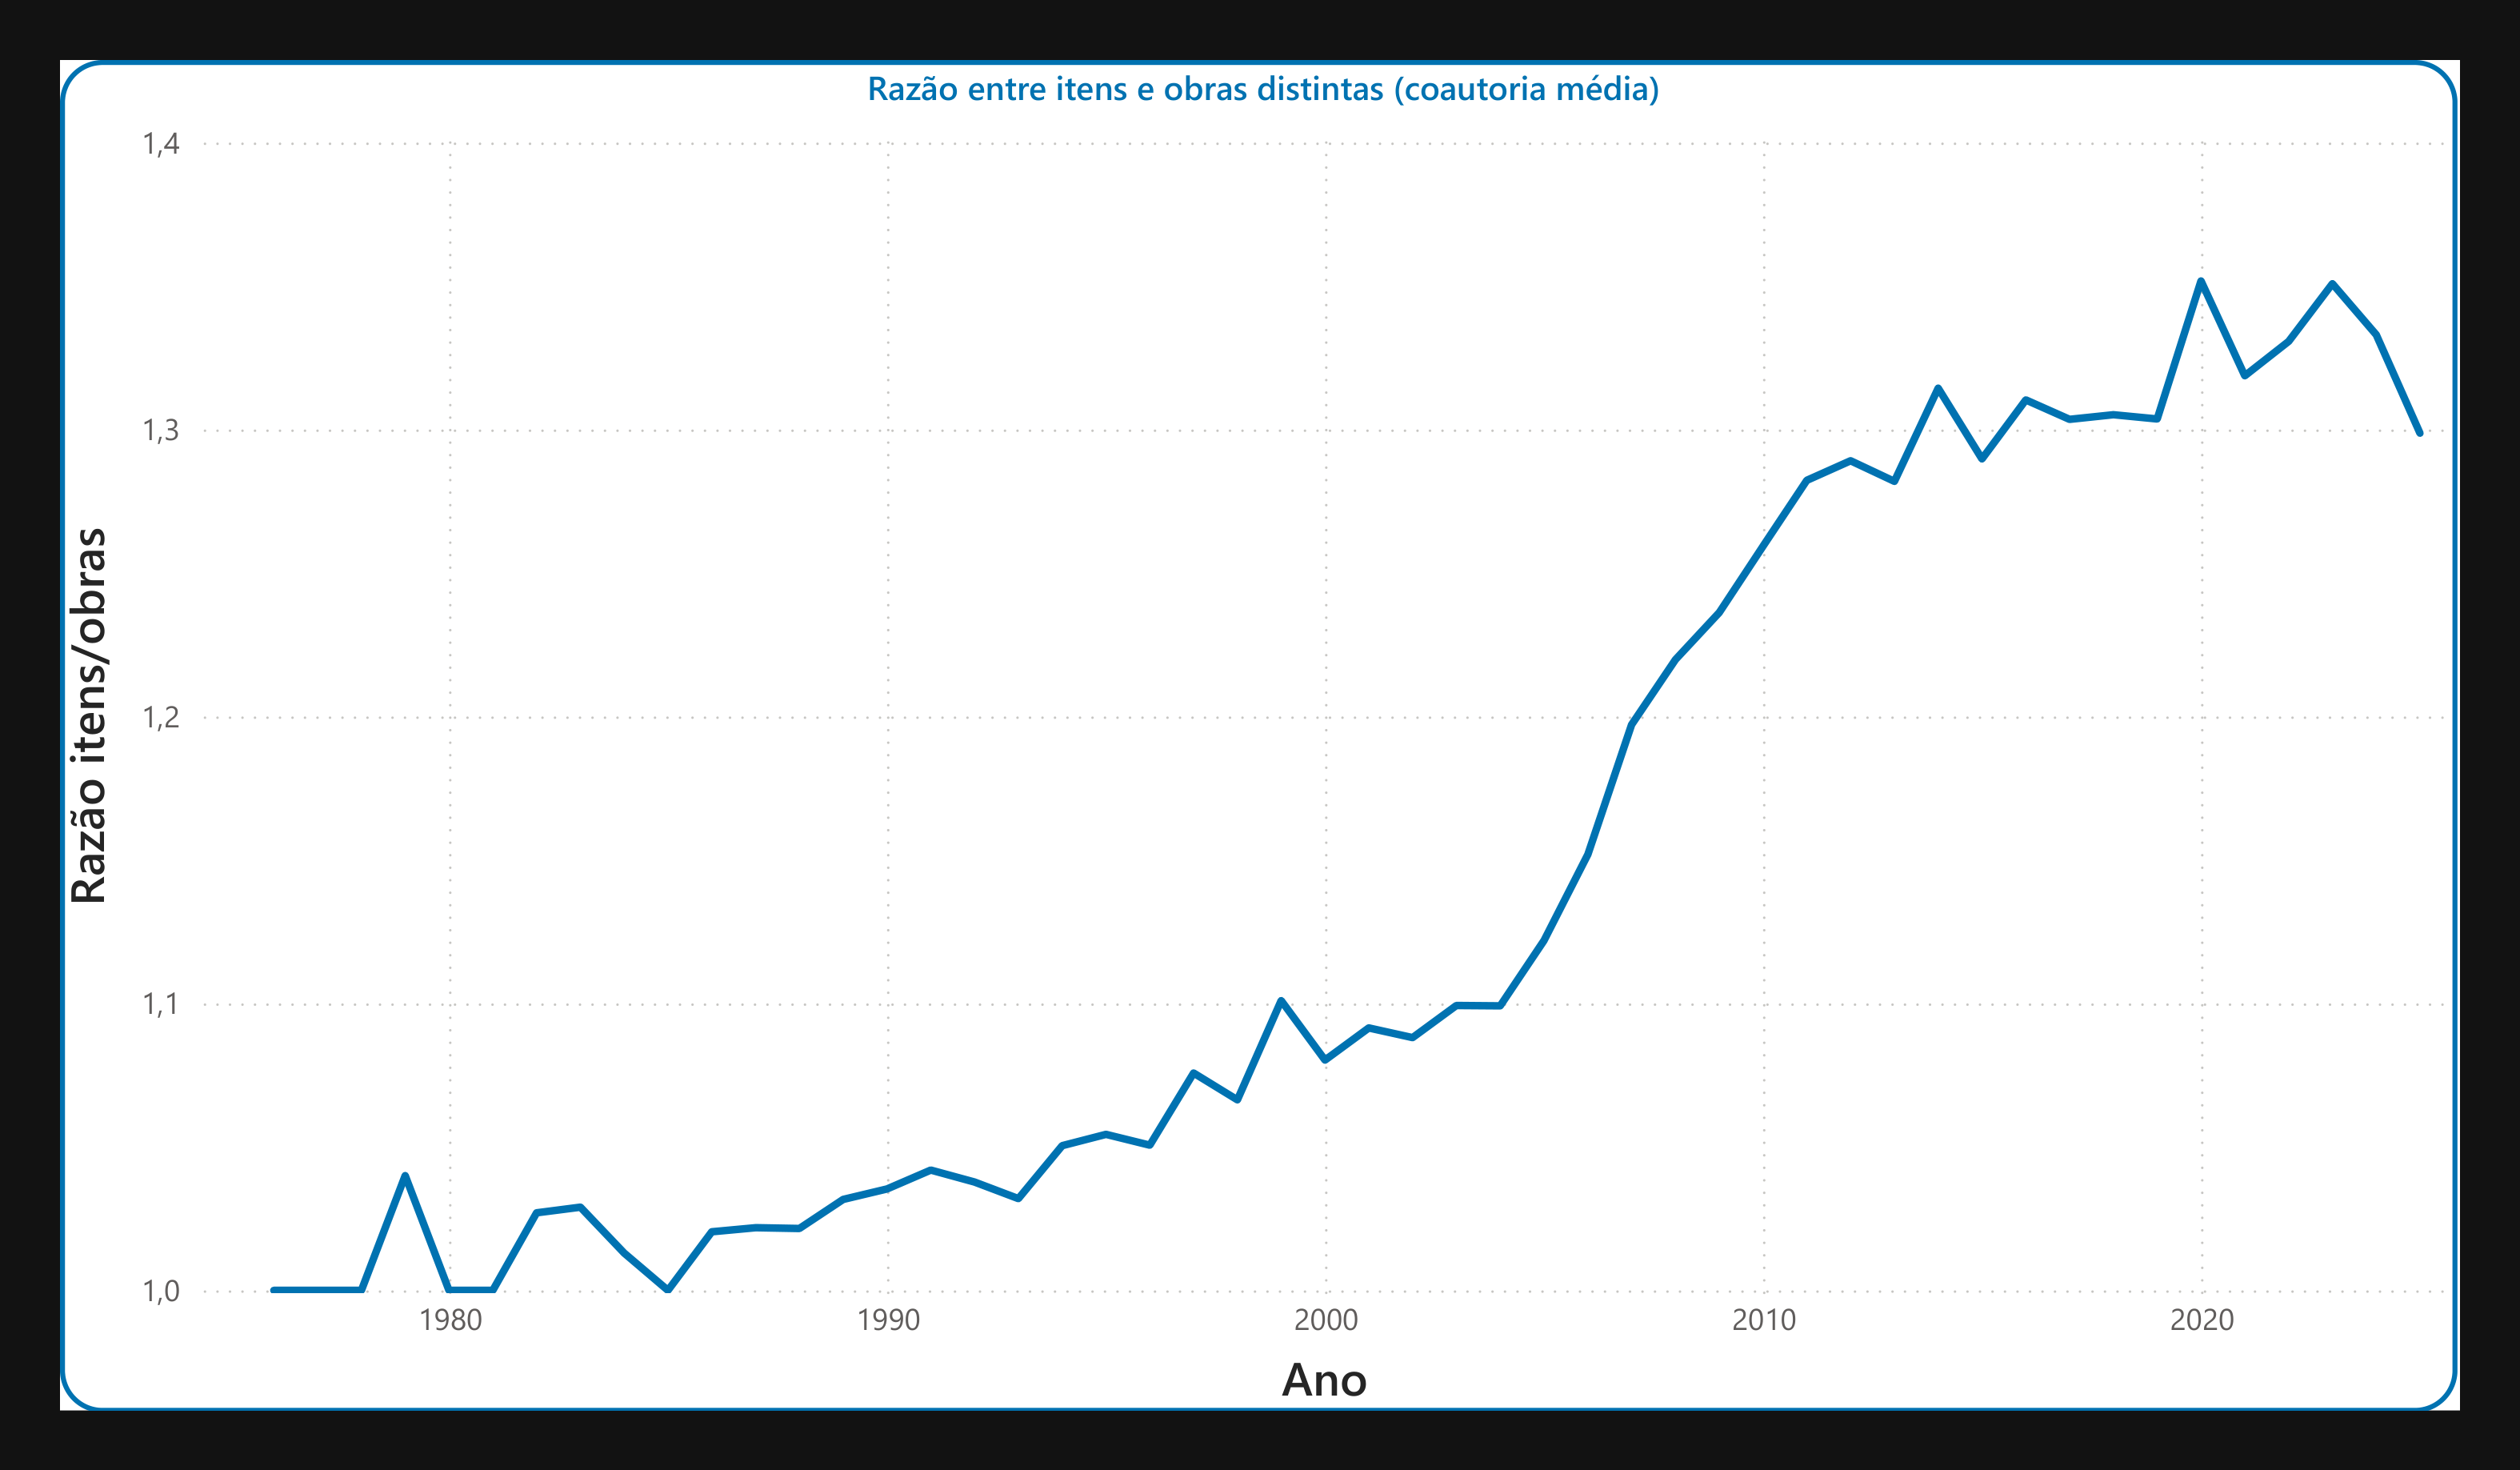 Razão entre itens e obras distintas (coautoria média)
1,4
1,3
1,2
1,1
1,0
Razão itens/obras
1980 1990 2000 2010 2020
Ano